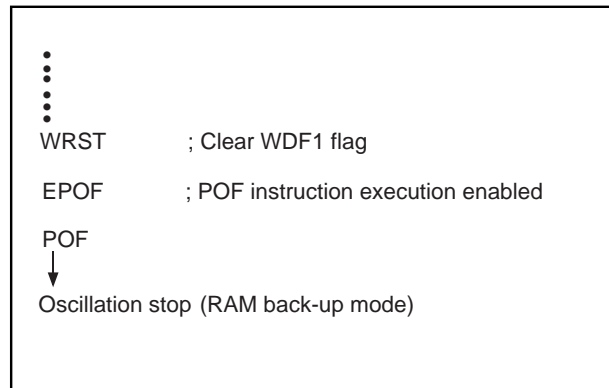 WRST ; Clear WDF1 flag
EPOF ; POF instruction execution enabled
POF
Oscillation stop (RAM back-up mode)